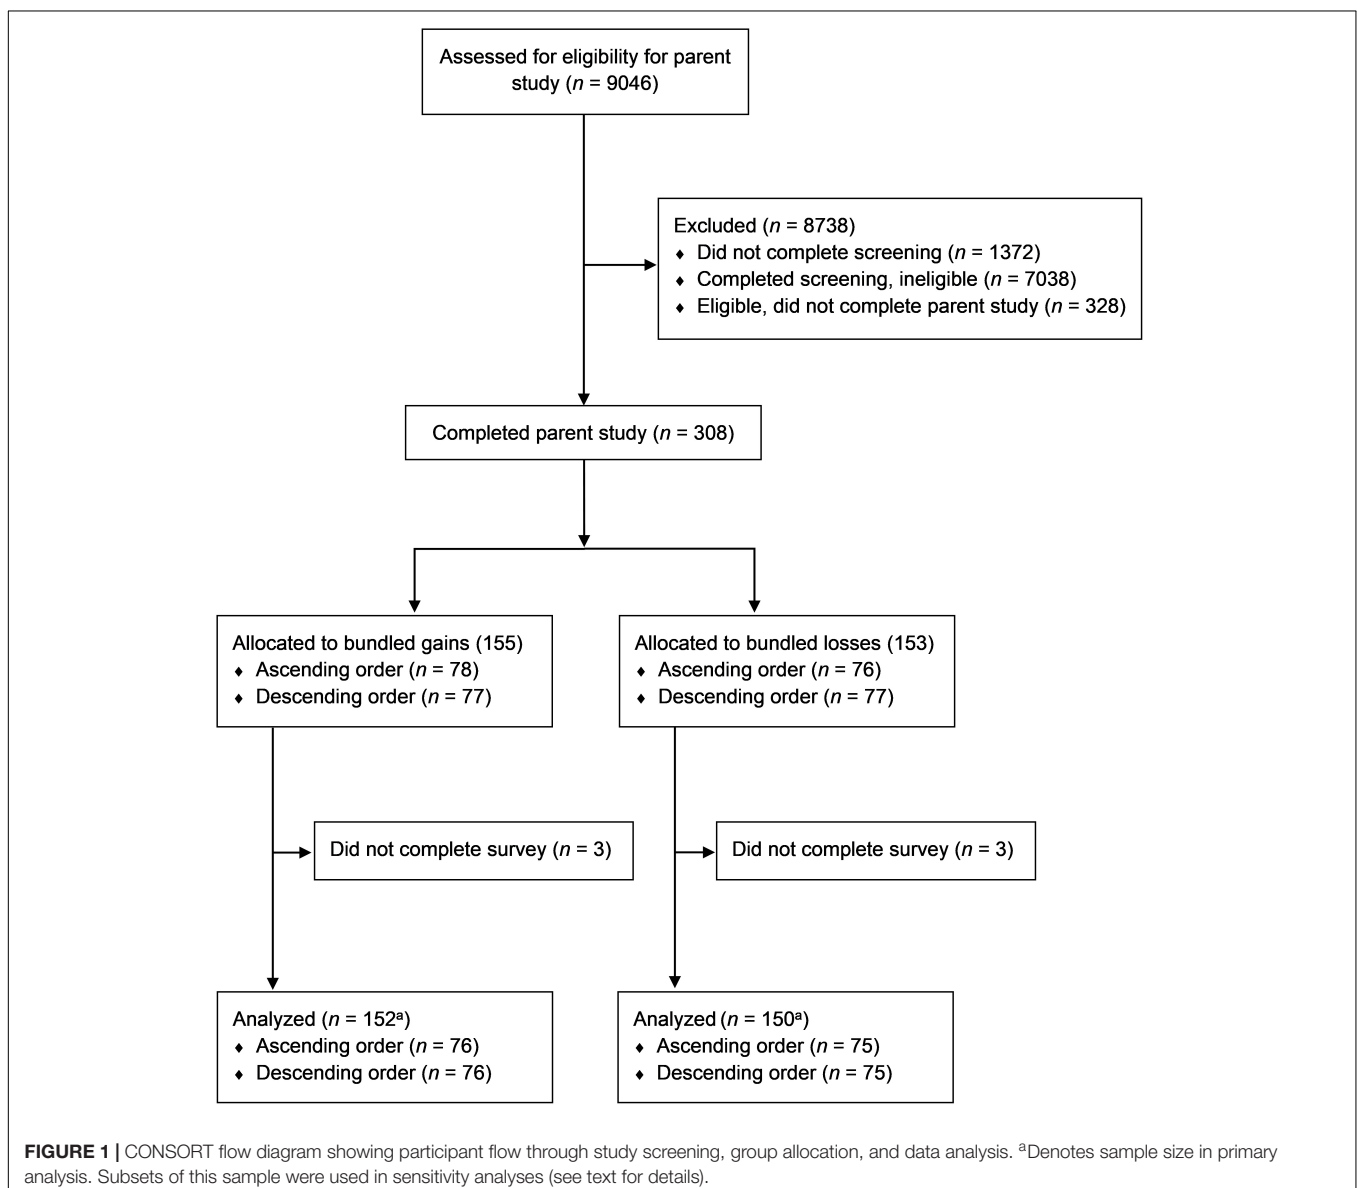 Assessed for eligibility for parent
study (n = 9046)
Excluded (n = 8738)
♦ Did not complete screening (n = 1372)
♦ Completed screening, ineligible (n = 7038)
♦ Eligible, did not complete parent study (n = 328)
Completed parent study (n = 308)
Allocated to bundled gains (155)
♦ Ascending order (n = 78)
♦ Descending order (n = 77)
Allocated to bundled losses (153)
♦ Ascending order (n = 76)
♦ Descending order (n = 77)
Did not complete survey (n = 3)
Did not complete survey (n = 3)
Analyzed (n = 152ᵃ)
♦ Ascending order (n = 76)
♦ Descending order (n = 76)
Analyzed (n = 150ᵃ)
♦ Ascending order (n = 75)
♦ Descending order (n = 75)
FIGURE 1 | CONSORT flow diagram showing participant flow through study screening, group allocation, and data analysis. ᵃDenotes sample size in primary
analysis. Subsets of this sample were used in sensitivity analyses (see text for details).